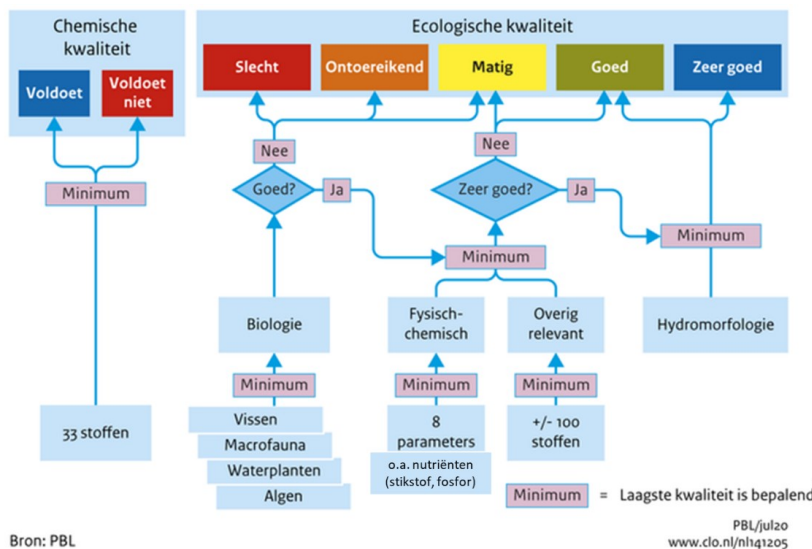 Chemische
kwaliteit
Voldoet
Voldoet
niet
Minimum
33 stoffen
Ecologische kwaliteit
Slecht
Ontoereikend
Matig
Goed
Zeer goed
Nee
Goed?
Ja
Nee
Zeer goed?
Ja
Minimum
Minimum
Biologie
Fysisch-
chemisch
Overig
relevant
Hydromorfologie
Minimum
Minimum
Minimum
Vissen
Macrofauna
Waterplanten
Algen
8
parameters
o.a. nutriënten
(stikstof, fosfor)
+/- 100
stoffen
Minimum = Laagste kwaliteit is bepalend
Bron: PBL
PBL/jul20
www.clo.nl/nl141205